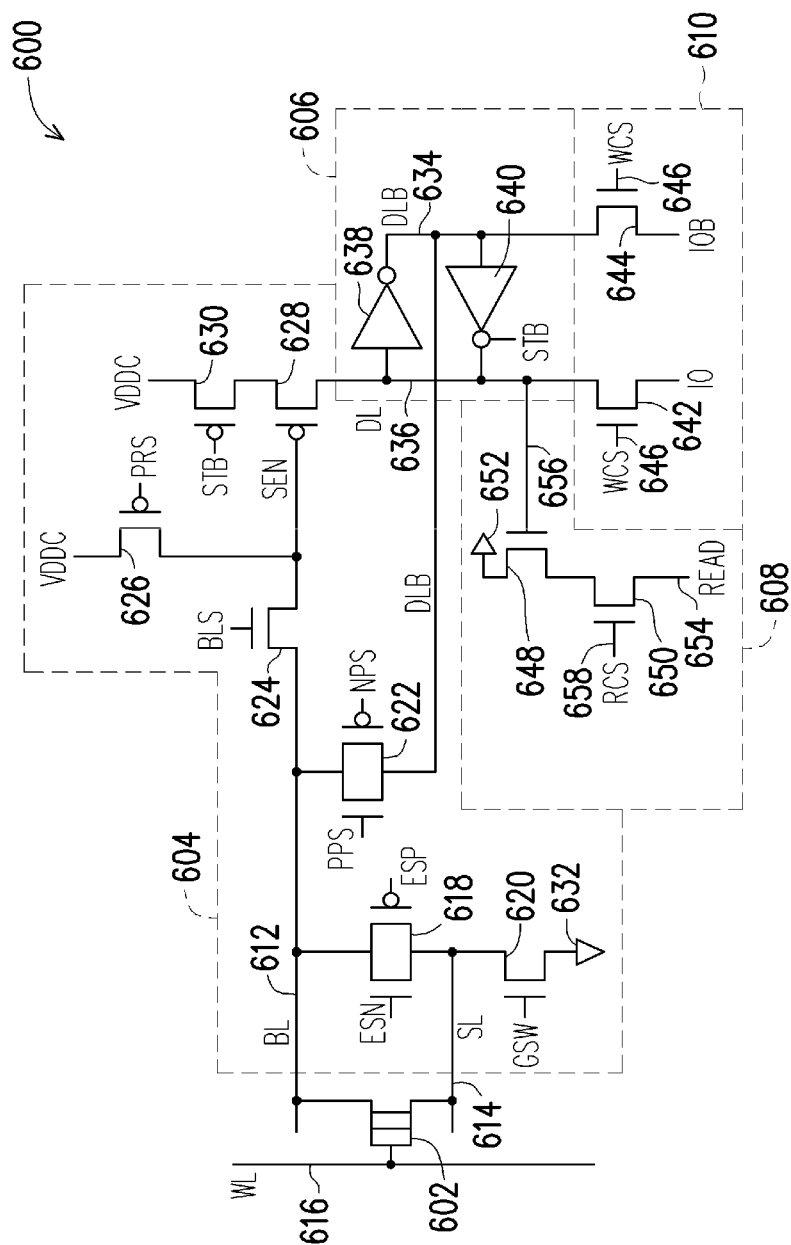 600
VDDC
VDDC
626
PRS
604
630
STB
BLS
WL
612
624
SEN
628
BL
616
606
PPS
NPS
DL
638
ESN
622
DLB
636
DLB
ESP
634
602
618
SL
614
652
GSW
620
648
640
S̅T̅B̅
656
658
632
RCS
WCS
644
WCS
646
646
650
642
654
IO
IOB
READ
610
608